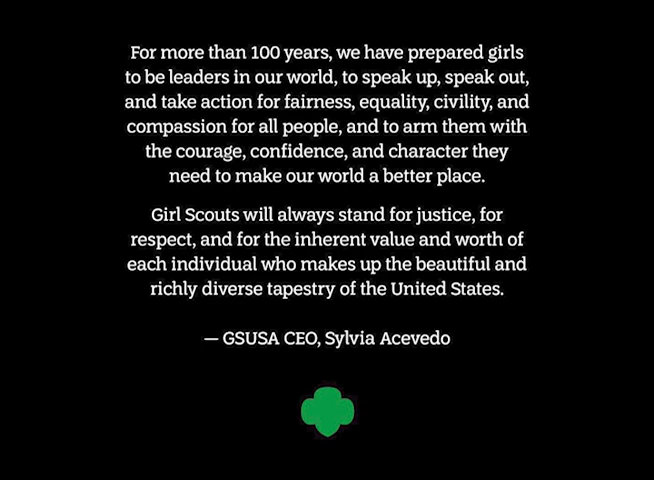 For more than 100 years, we have prepared girls
to be leaders in our world, to speak up, speak out,
and take action for fairness, equality, civility, and
compassion for all people, and to arm them with
the courage, confidence, and character they
need to make our world a better place.
Girl Scouts will always stand for justice, for
respect, and for the inherent value and worth of
each individual who makes up the beautiful and
richly diverse tapestry of the United States.
— GSUSA CEO, Sylvia Acevedo